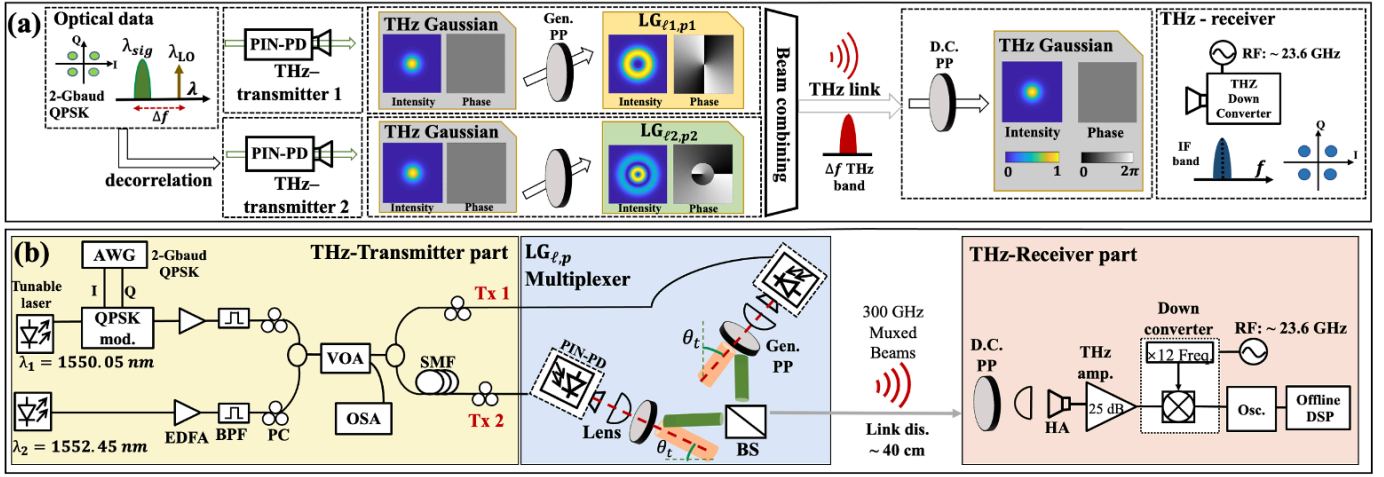 (a)
Optical data
Q
I
λsig
λLO
λ
Δf
2-Gbaud
QPSK
decorrelation
PIN-PD
THz–
transmitter 1
PIN-PD
THz–
transmitter 2
THz Gaussian
Intensity
Phase
Gen.
PP
LGℓ1,p1
Intensity
Phase
THz Gaussian
Intensity
Phase
LGℓ2,p2
Intensity
Phase
Beam combining
THz link
Δf THz
band
D.C.
PP
THz Gaussian
Intensity
Phase
0
1
0
2π
THz - receiver
RF: ~ 23.6 GHz
THZ
Down
Converter
IF
band
f
Q
I
(b)
THz-Transmitter part
AWG
2-Gbaud
QPSK
I
Q
Tunable
laser
QPSK
mod.
λ1 = 1550.05 nm
λ2 = 1552.45 nm
EDFA
BPF
PC
VOA
OSA
SMF
Tx 1
Tx 2
LGℓ,p
Multiplexer
PIN-PD
Lens
θt
θt
Gen.
PP
BS
300 GHz
Muxed
Beams
Link dis.
~ 40 cm
THz-Receiver part
D.C.
PP
HA
THz
amp.
25 dB
Down
converter
×12 Freq.
RF: ~ 23.6 GHz
Osc.
Offline
DSP